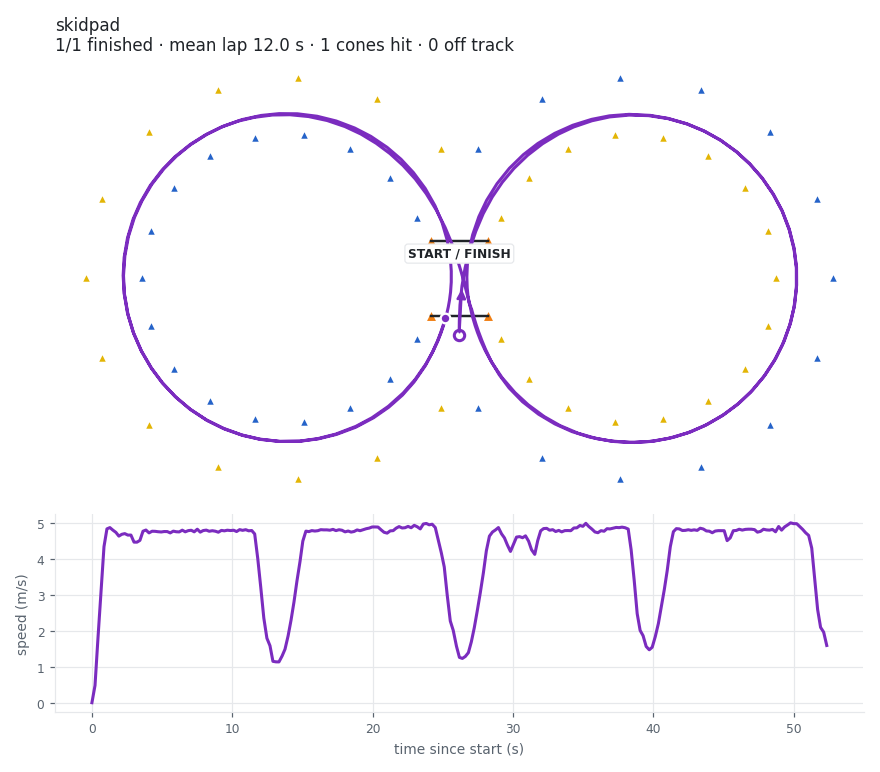 skidpad
1/1 finished · mean lap 12.0 s · 1 cones hit · 0 off track
START / FINISH
5
4
3
2
1
0
speed (m/s)
0 10 20 30 40 50
time since start (s)